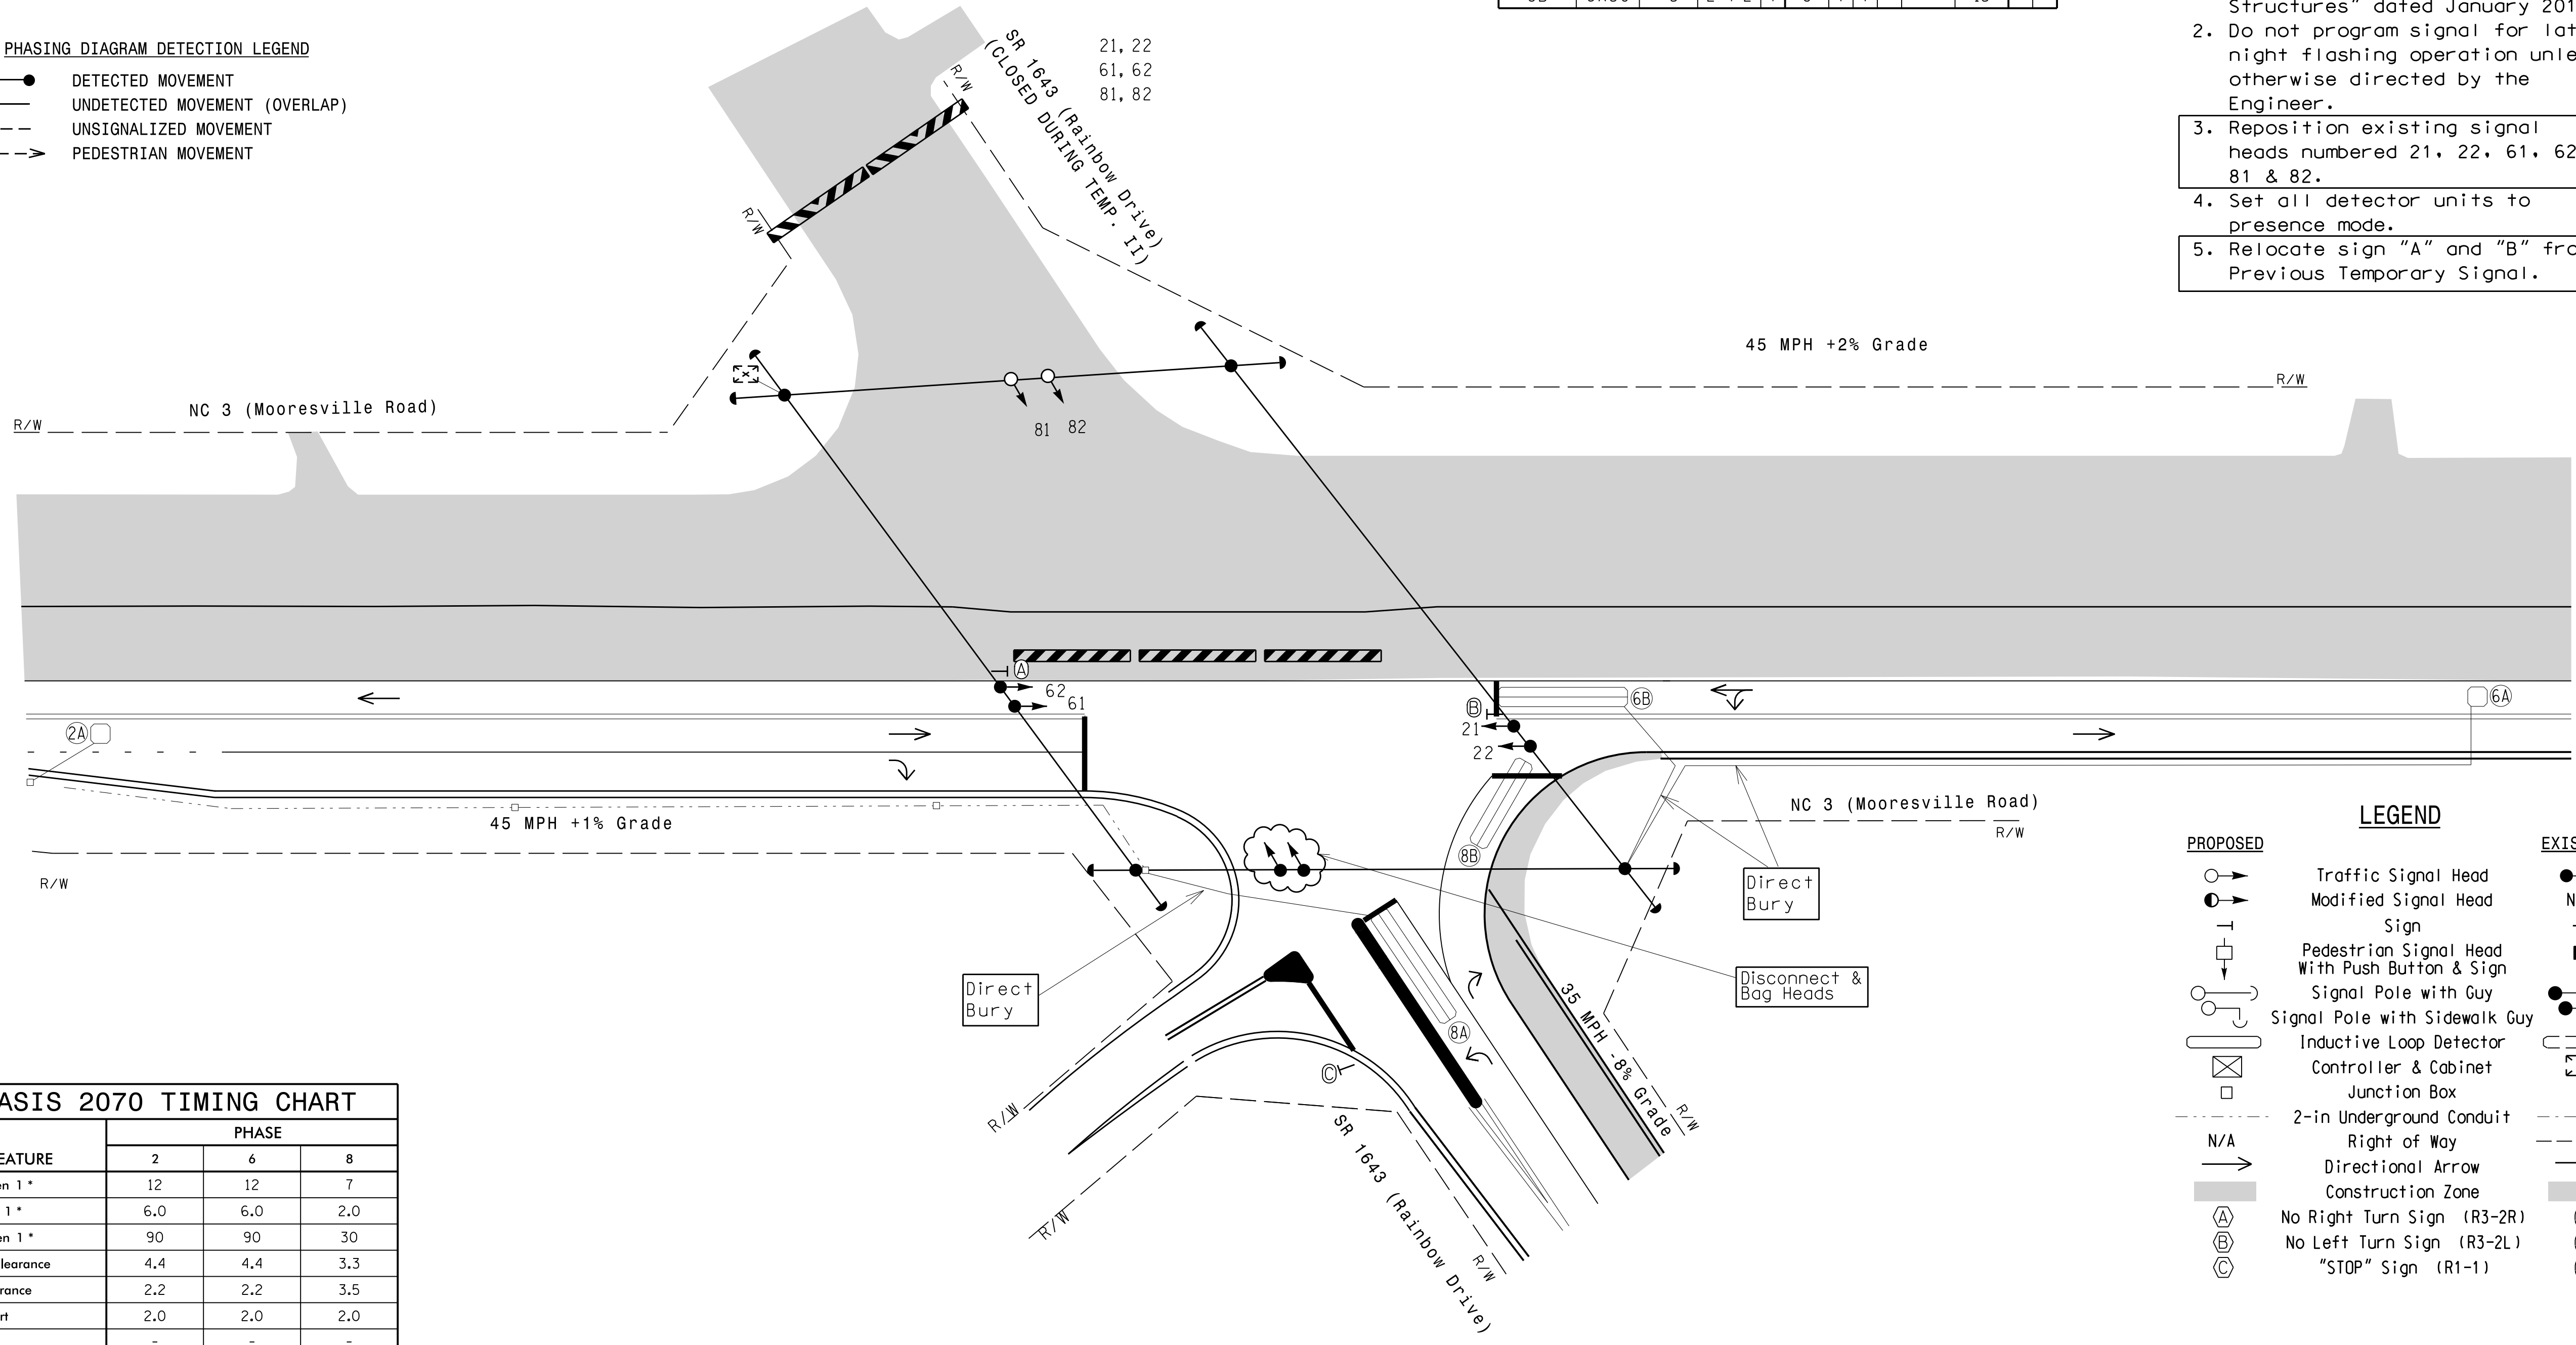 PHASING DIAGRAM DETECTION LEGEND
DETECTED MOVEMENT
UNDETECTED MOVEMENT (OVERLAP)
UNSIGNALIZED MOVEMENT
PEDESTRIAN MOVEMENT
21, 22
61, 62
81, 82
Structures" dated January 201
2. Do not program signal for lat
night flashing operation unle
otherwise directed by the
Engineer.
3. Reposition existing signal
heads numbered 21, 22, 61, 62
81 & 82.
4. Set all detector units to
presence mode.
5. Relocate sign "A" and "B" fro
Previous Temporary Signal.
SR 1643 (Rainbow Drive)
(CLOSED DURING TEMP. II)
R/W
R/W
45 MPH +2% Grade
R/W
NC 3 (Mooresville Road)
R/W
81 82
A
62
61
B
21
22
6B
6A
2A
45 MPH +1% Grade
R/W
NC 3 (Mooresville Road)
R/W
8B
Direct
Bury
Direct
Bury
Disconnect &
Bag Heads
8A
35 MPH -8% Grade
R/W
C
R/W
R/W
SR 1643 (Rainbow Drive)
R/W
LEGEND
PROPOSED
EXIS
Traffic Signal Head
Modified Signal Head
N
Sign
Pedestrian Signal Head
With Push Button & Sign
Signal Pole with Guy
Signal Pole with Sidewalk Guy
Inductive Loop Detector
Controller & Cabinet
Junction Box
2-in Underground Conduit
N/A Right of Way
Directional Arrow
Construction Zone
A No Right Turn Sign (R3-2R)
B No Left Turn Sign (R3-2L)
C "STOP" Sign (R1-1)
ASIS 2070 TIMING CHART
PHASE
EATURE 2 6 8
en 1 * 12 12 7
1 * 6.0 6.0 2.0
en 1 * 90 90 30
learance 4.4 4.4 3.3
rance 2.2 2.2 3.5
rt 2.0 2.0 2.0
- - -